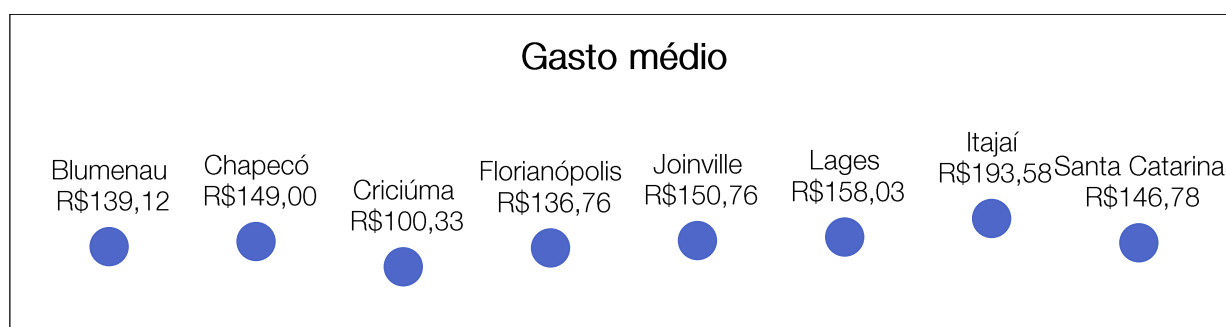 Gasto médio
Blumenau
R$139,12
Chapecó
R$149,00
Criciúma
R$100,33
Florianópolis
R$136,76
Joinville
R$150,76
Lages
R$158,03
Itajaí
R$193,58
Santa Catarina
R$146,78